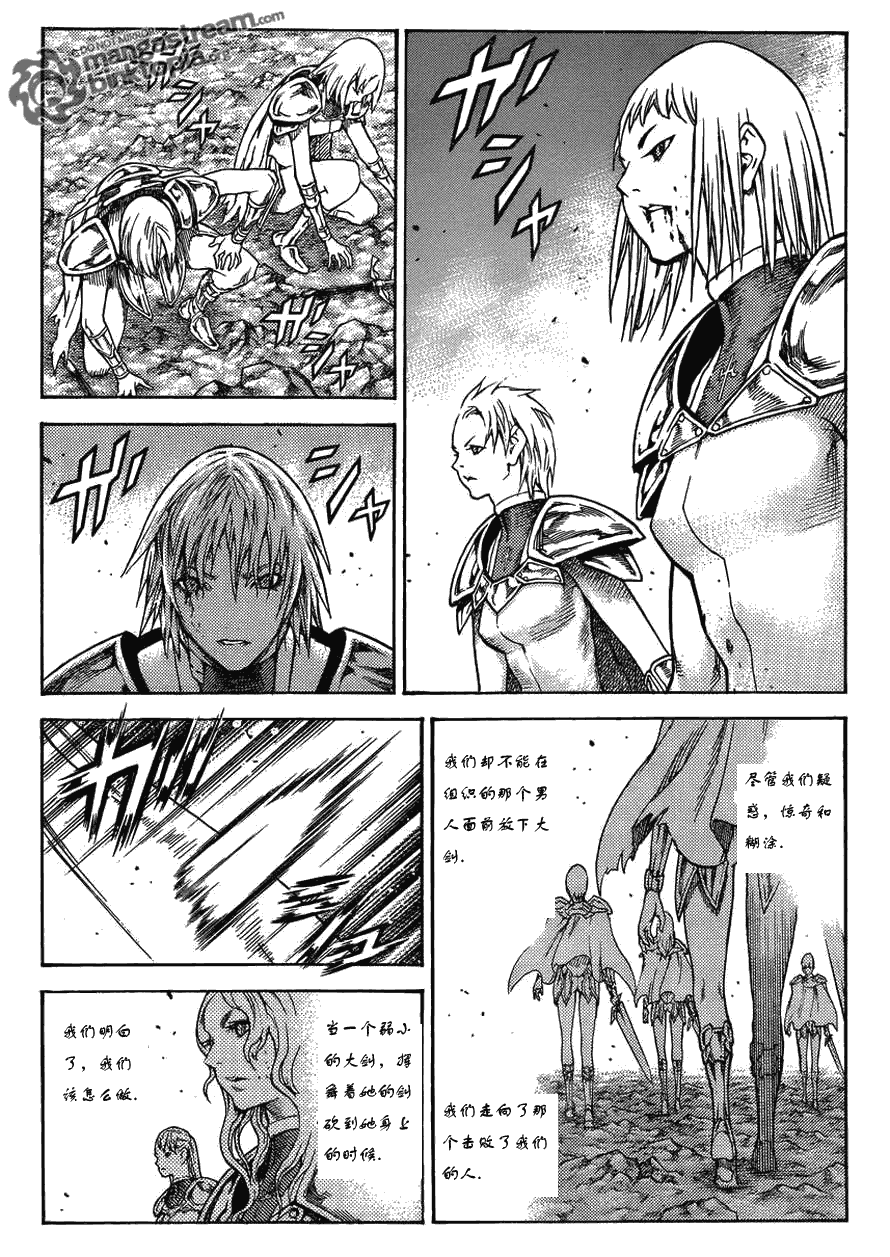 DO NOT MIRROR
mangastream.com
binktopia
ガシャ
ガシャ
ガシャ
ガシャ
ガ
シャ
尽管我们疑
惑，惊奇和
糊涂.
我们却不能在
组织的那个男
人面前放下大
剑.
我们走向了那
个击败了我们
的人.
当一个弱小
的大剑，挥
舞着她的剑
砍到她身上
的时候.
我们明白
了，我们
该怎么做.